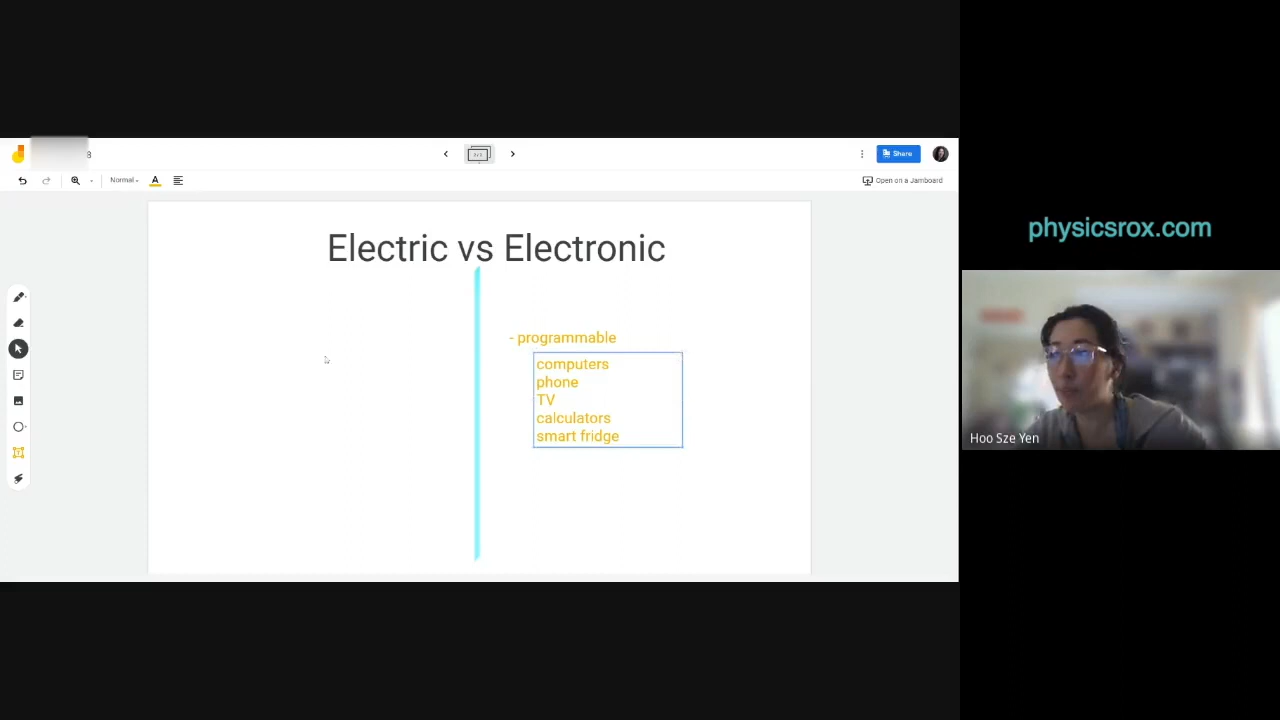 8
Share
Normal
A
Open on a Jamboard
Electric vs Electronic
- programmable
computers
phone
TV
calculators
smart fridge
physicsrox.com
Hoo Sze Yen